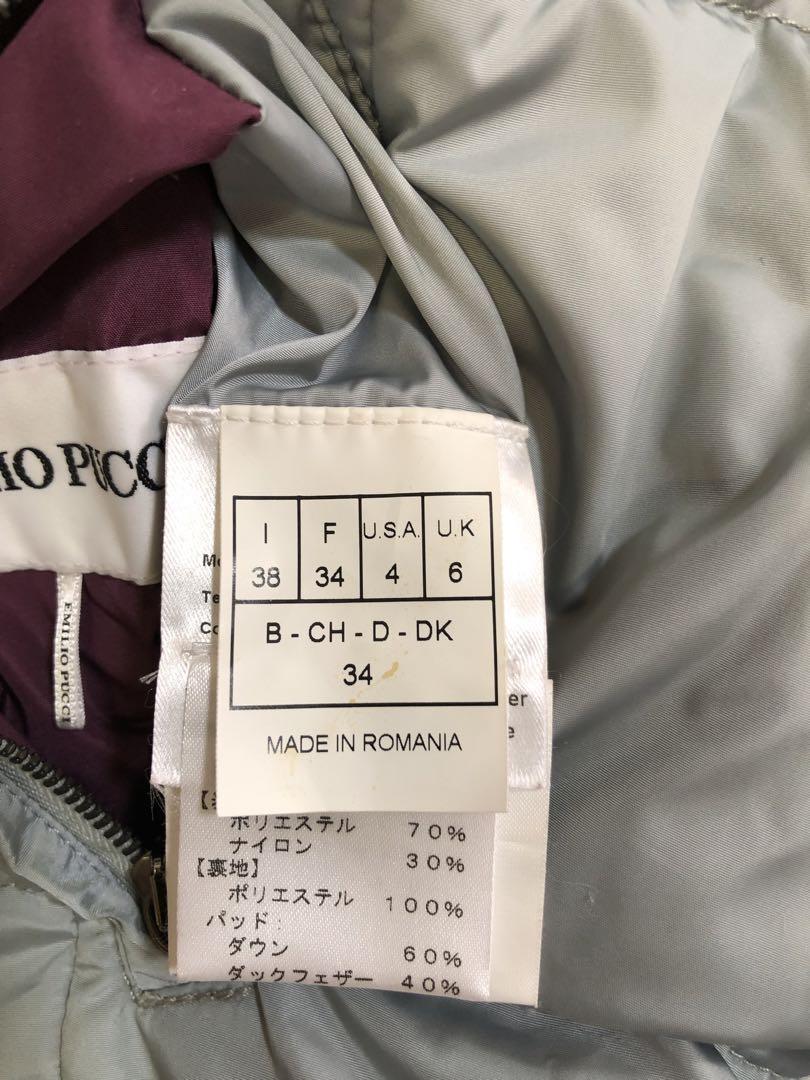 IO PUCC
EMILIO PUCCI
I F U.S.A. U.K
38 34 4 6
B - CH - D - DK
34
MADE IN ROMANIA
ポリエステル 70%
ナイロン 30%
【裏地】
ポリエステル 100%
パッド:
ダウン 60%
ダックフェザー 40%